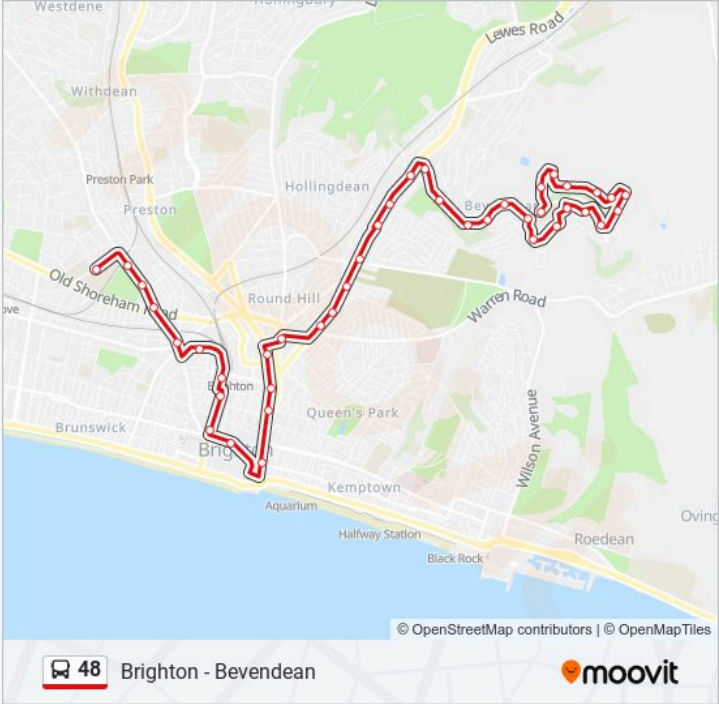 Westdene
Hollingbury
Lewes Road
Withdean
Preston Park
Hollingdean
Preston
Old Shoreham Road
Round Hill
Warren Road
ove
Brighton
Queen's Park
Wilson Avenue
Brunswick
Brighton
Kemptown
Aquarium
Oving
Halfway Station
Roedean
Black Rock
© OpenStreetMap contributors | © OpenMapTiles
48 Brighton - Bevendean
moovit